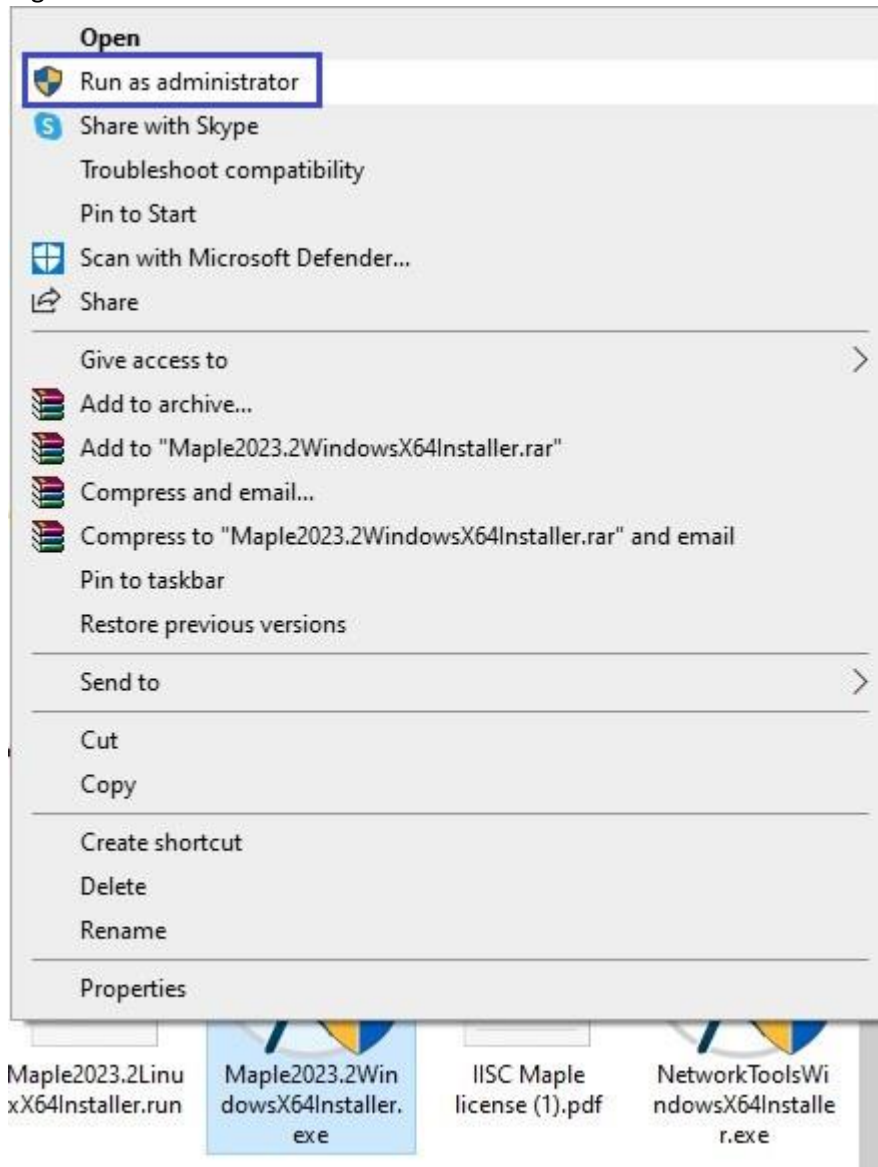 Open
Run as administrator
Share with Skype
Troubleshoot compatibility
Pin to Start
Scan with Microsoft Defender...
Share
Give access to
Add to archive...
Add to "Maple2023.2WindowsX64Installer.rar"
Compress and email...
Compress to "Maple2023.2WindowsX64Installer.rar" and email
Pin to taskbar
Restore previous versions
Send to
Cut
Copy
Create shortcut
Delete
Rename
Properties
Maple2023.2Linu
xX64Installer.run
Maple2023.2Win
dowsX64Installer.
exe
IISC Maple
license (1).pdf
NetworkToolsWi
ndowsX64Installe
r.exe